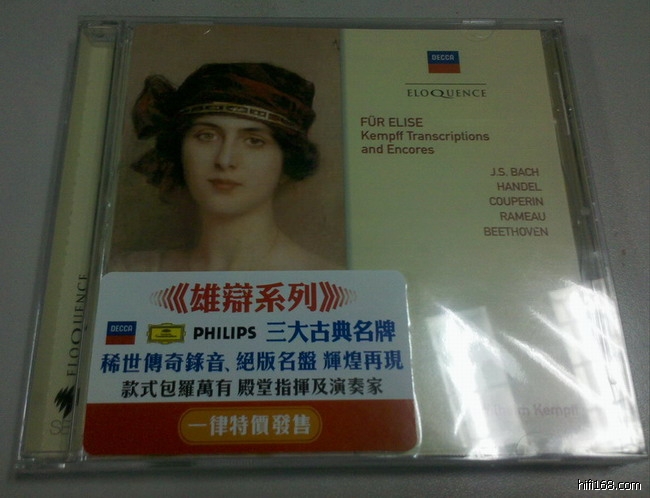 DECCA
ELOQUENCE
FÜR ELISE
Kempff Transcriptions
and Encores
J.S. BACH
HANDEL
COUPERIN
RAMEAU
BEETHOVEN
ELOQUENCE
《雄辯系列》
DECCA PHILIPS 三大古典名牌
稀世傳奇錄音、絕版名盤 輝煌再現
款式包羅萬有 殿堂指揮及演奏家
一律特價發售
Kempff
hifi168.com